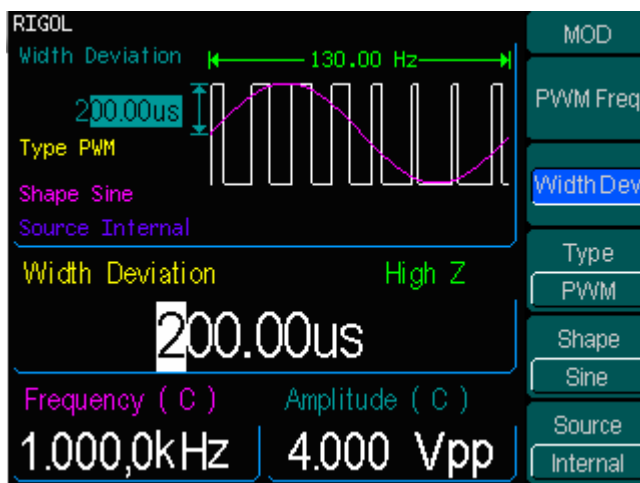 RIGOL
Width Deviation
130.00 Hz
200.00us
Type PWM
Shape Sine
Source Internal
Width Deviation
High Z
200.00us
Frequency ( C )
Amplitude ( C )
1.000,0kHz
4.000 Vpp
MOD
PWM Freq
Width Dev
Type
PWM
Shape
Sine
Source
Internal